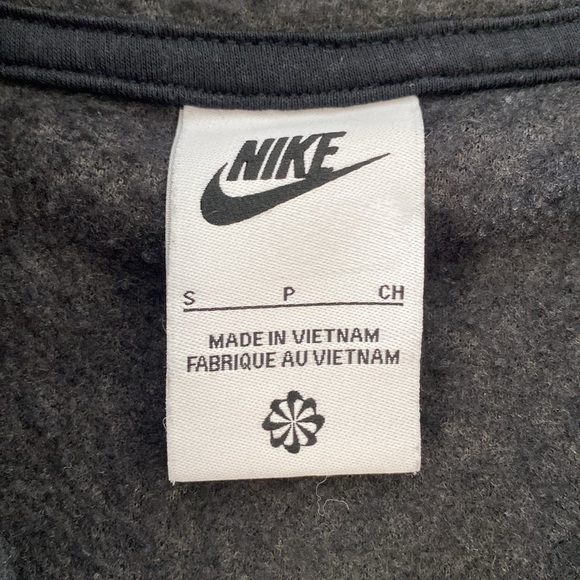 NIKE
S P CH
MADE IN VIETNAM
FABRIQUE AU VIETNAM